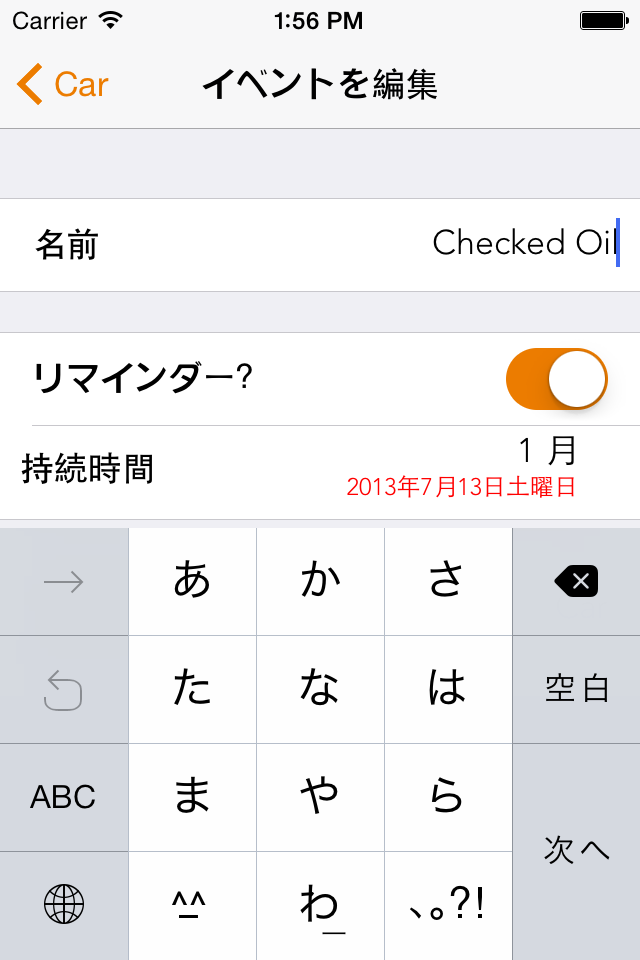 Carrier 1:56 PM
Car イベントを編集
名前 Checked Oil
リマインダー?
持続時間 1 月
2013年7月13日土曜日
→ あ か さ
た な は 空白
ABC ま や ら 次へ
^_^ わ_ 、。?!